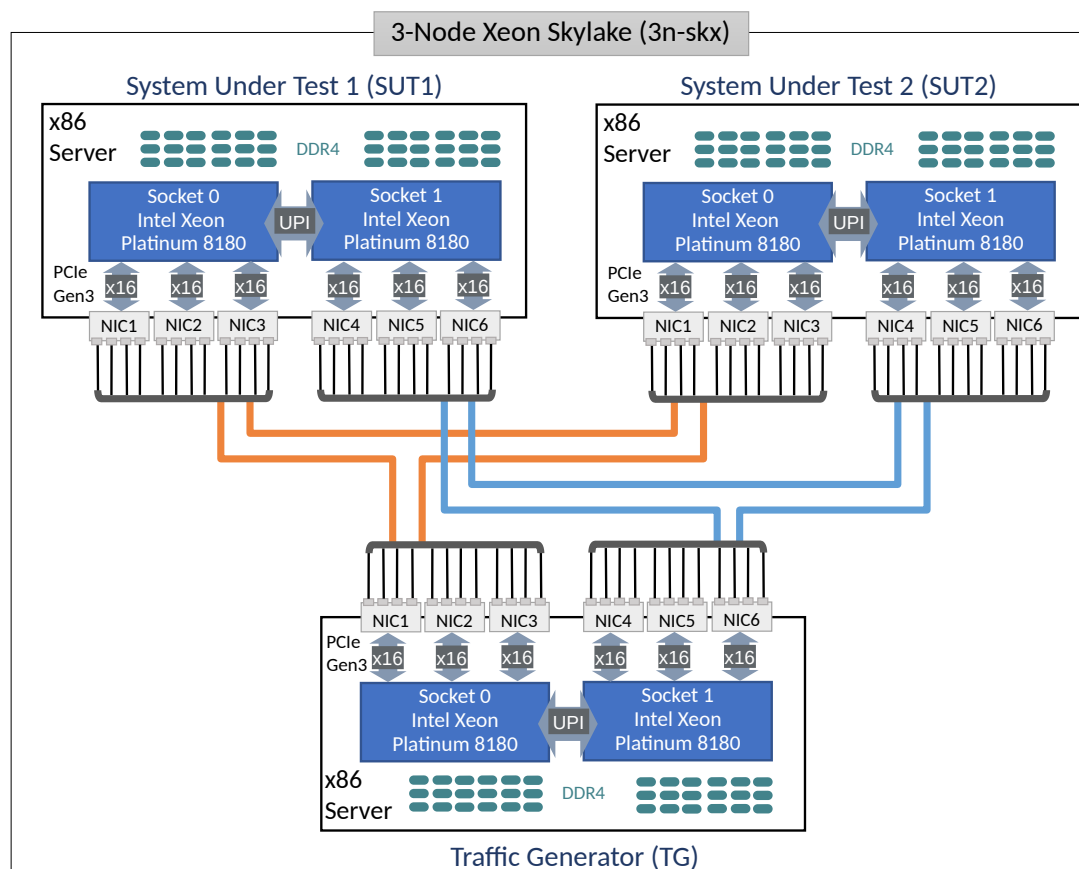 3-Node Xeon Skylake (3n-skx)
System Under Test 1 (SUT1)
x86
Server
DDR4
Socket 0
Intel Xeon
Platinum 8180
UPI
Socket 1
Intel Xeon
Platinum 8180
PCIe
Gen3
x16
x16
x16
x16
x16
x16
NIC1
NIC2
NIC3
NIC4
NIC5
NIC6
System Under Test 2 (SUT2)
x86
Server
DDR4
Socket 0
Intel Xeon
Platinum 8180
UPI
Socket 1
Intel Xeon
Platinum 8180
PCIe
Gen3
x16
x16
x16
x16
x16
x16
NIC1
NIC2
NIC3
NIC4
NIC5
NIC6
NIC1
NIC2
NIC3
NIC4
NIC5
NIC6
PCIe
Gen3
x16
x16
x16
x16
x16
x16
Socket 0
Intel Xeon
Platinum 8180
UPI
Socket 1
Intel Xeon
Platinum 8180
x86
Server
DDR4
Traffic Generator (TG)